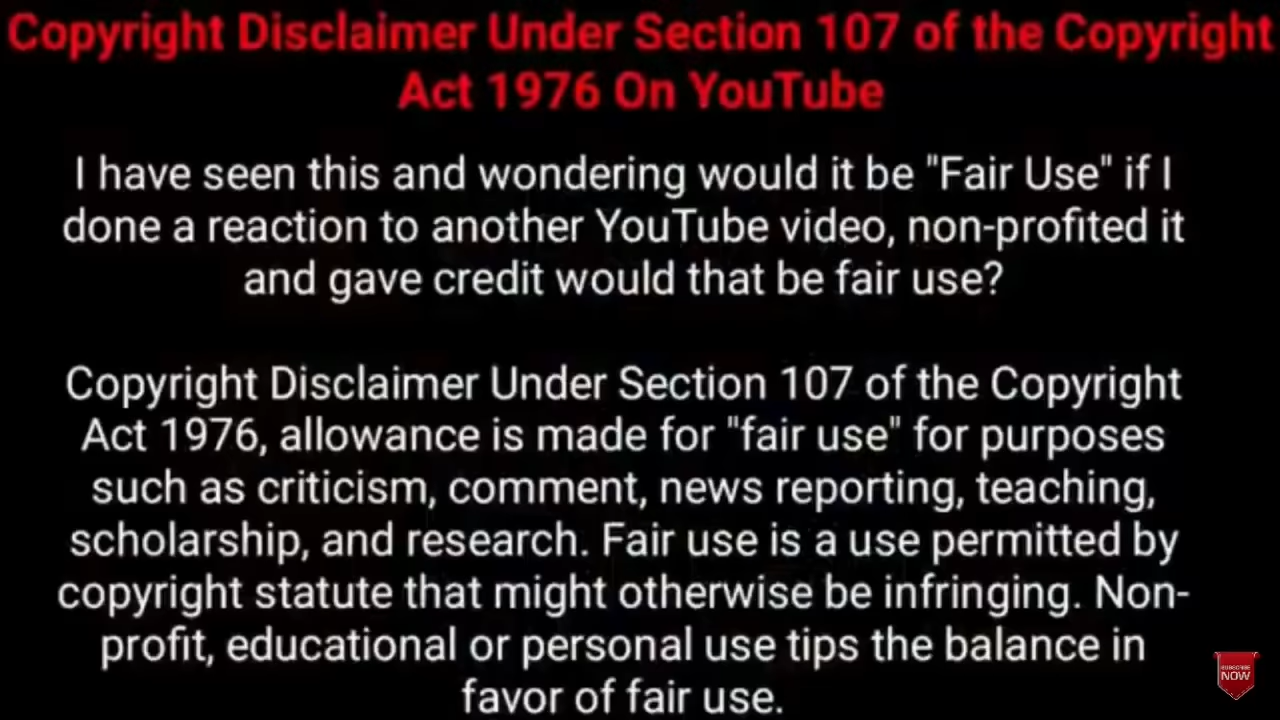 Copyright Disclaimer Under Section 107 of the Copyright
Act 1976 On YouTube
I have seen this and wondering would it be "Fair Use" if I
done a reaction to another YouTube video, non-profited it
and gave credit would that be fair use?
Copyright Disclaimer Under Section 107 of the Copyright
Act 1976, allowance is made for "fair use" for purposes
such as criticism, comment, news reporting, teaching,
scholarship, and research. Fair use is a use permitted by
copyright statute that might otherwise be infringing. Non-
profit, educational or personal use tips the balance in
favor of fair use.
SUBSCRIBE
NOW